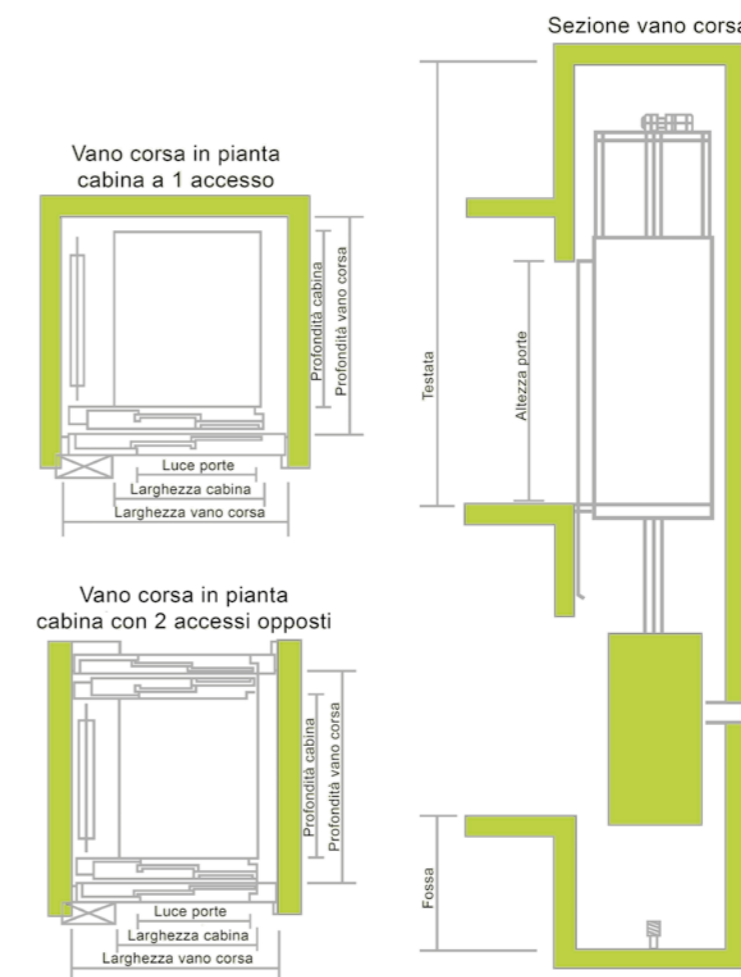 Sezione vano corsa
Vano corsa in pianta
cabina a 1 accesso
Profondità cabina
Profondità vano corsa
Luce porte
Larghezza cabina
Larghezza vano corsa
Testata
Altezza porte
Vano corsa in pianta
cabina con 2 accessi opposti
Profondità cabina
Profondità vano corsa
Luce porte
Larghezza cabina
Larghezza vano corsa
Fossa